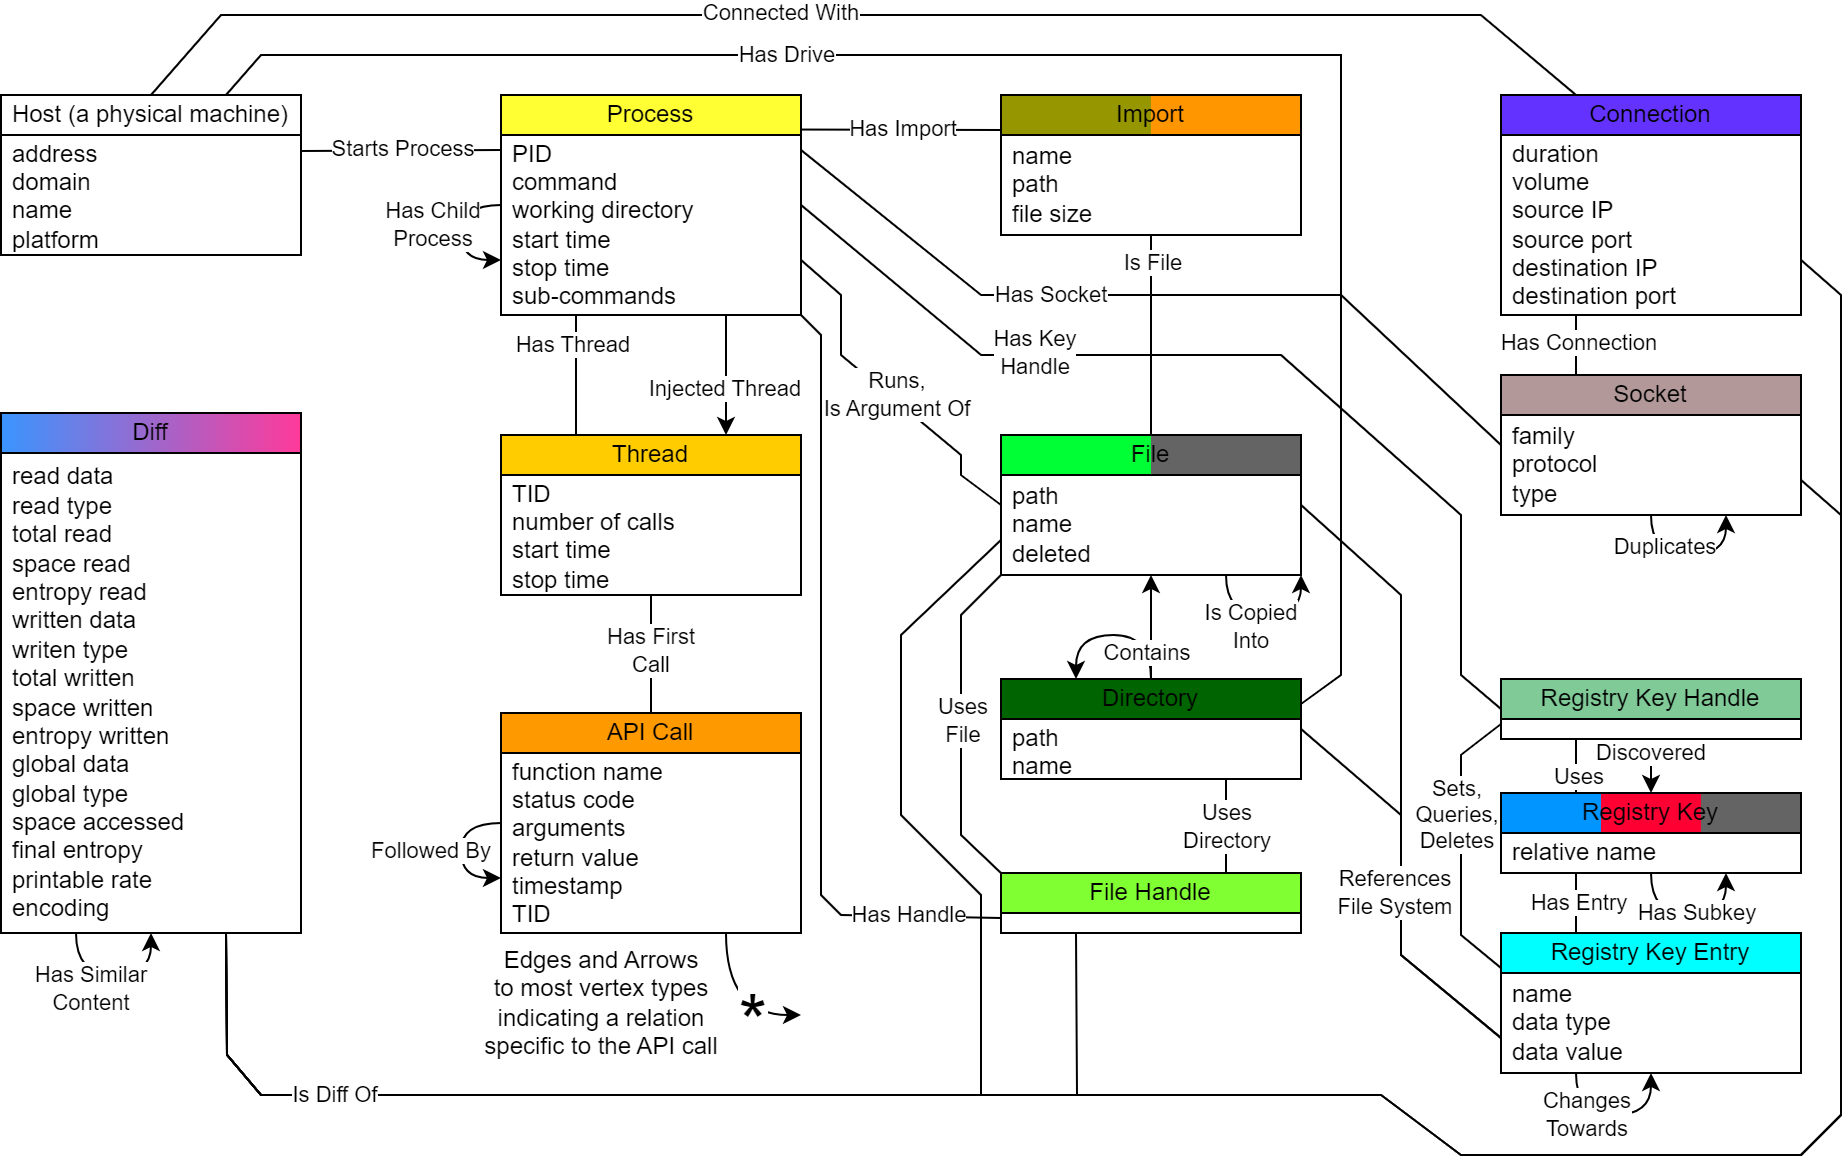 Connected With
Has Drive
Host (a physical machine)
address
domain
name
platform
Starts Process
Process
PID
command
working directory
start time
stop time
sub-commands
Has Child
Process
Has Import
Import
name
path
file size
Is File
Connection
duration
volume
source IP
source port
destination IP
destination port
Has Socket
Has Key
Handle
Has Connection
Has Thread
Injected Thread
Runs,
Is Argument Of
Socket
family
protocol
type
Duplicates
Diff
read data
read type
total read
space read
entropy read
written data
writen type
total written
space written
entropy written
global data
global type
space accessed
final entropy
printable rate
encoding
Has Similar
Content
Thread
TID
number of calls
start time
stop time
Has First
Call
File
path
name
deleted
Is Copied
Into
Contains
Uses
File
Directory
path
name
Uses
Directory
API Call
function name
status code
arguments
return value
timestamp
TID
Followed By
Edges and Arrows
to most vertex types
indicating a relation
specific to the API call
*
Has Handle
File Handle
References
File System
Registry Key Handle
Discovered
Uses
Sets,
Queries,
Deletes
Registry Key
relative name
Has Entry
Has Subkey
Registry Key Entry
name
data type
data value
Changes
Towards
Is Diff Of